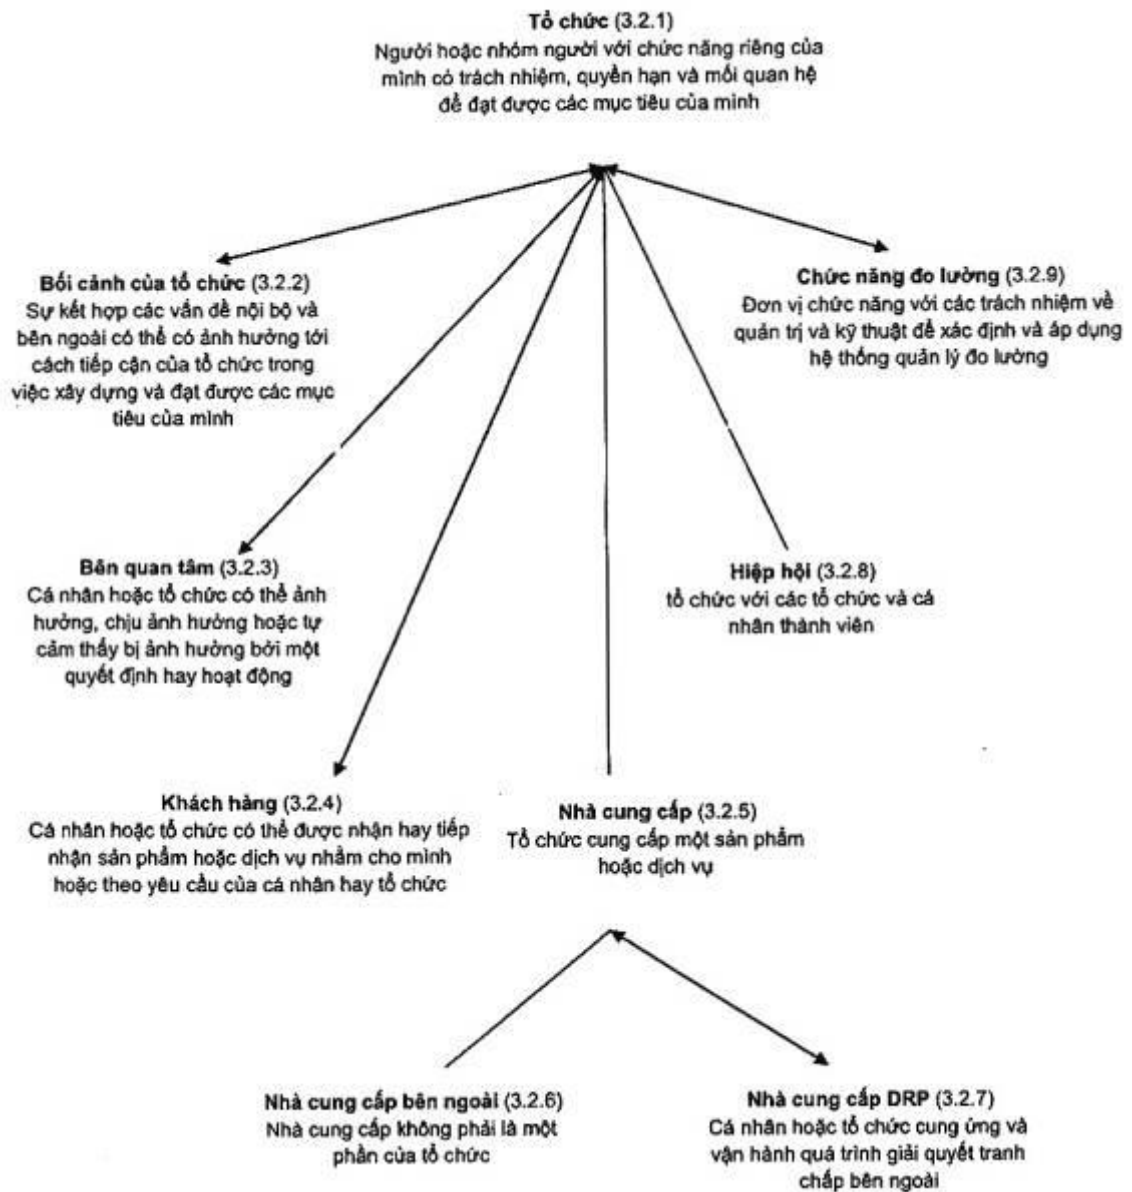 Tổ chức (3.2.1)
Người hoặc nhóm người với chức năng riêng của
mình có trách nhiệm, quyền hạn và mối quan hệ
để đạt được các mục tiêu của mình
Bối cảnh của tổ chức (3.2.2)
Sự kết hợp các vấn đề nội bộ và
bên ngoài có thể có ảnh hưởng tới
cách tiếp cận của tổ chức trong
việc xây dựng và đạt được các mục
tiêu của mình
Chức năng đo lường (3.2.9)
Đơn vị chức năng với các trách nhiệm về
quản trị và kỹ thuật để xác định và áp dụng
hệ thống quản lý đo lường
Bên quan tâm (3.2.3)
Cá nhân hoặc tổ chức có thể ảnh
hưởng, chịu ảnh hưởng hoặc tự
cảm thấy bị ảnh hưởng bởi một
quyết định hay hoạt động
Hiệp hội (3.2.8)
tổ chức với các tổ chức và cá
nhân thành viên
Khách hàng (3.2.4)
Cá nhân hoặc tổ chức có thể được nhận hay tiếp
nhận sản phẩm hoặc dịch vụ nhằm cho mình
hoặc theo yêu cầu của cá nhân hay tổ chức
Nhà cung cấp (3.2.5)
Tổ chức cung cấp một sản phẩm
hoặc dịch vụ
Nhà cung cấp bên ngoài (3.2.6)
Nhà cung cấp không phải là một
phần của tổ chức
Nhà cung cấp DRP (3.2.7)
Cá nhân hoặc tổ chức cung ứng và
vận hành quá trình giải quyết tranh
chấp bên ngoài